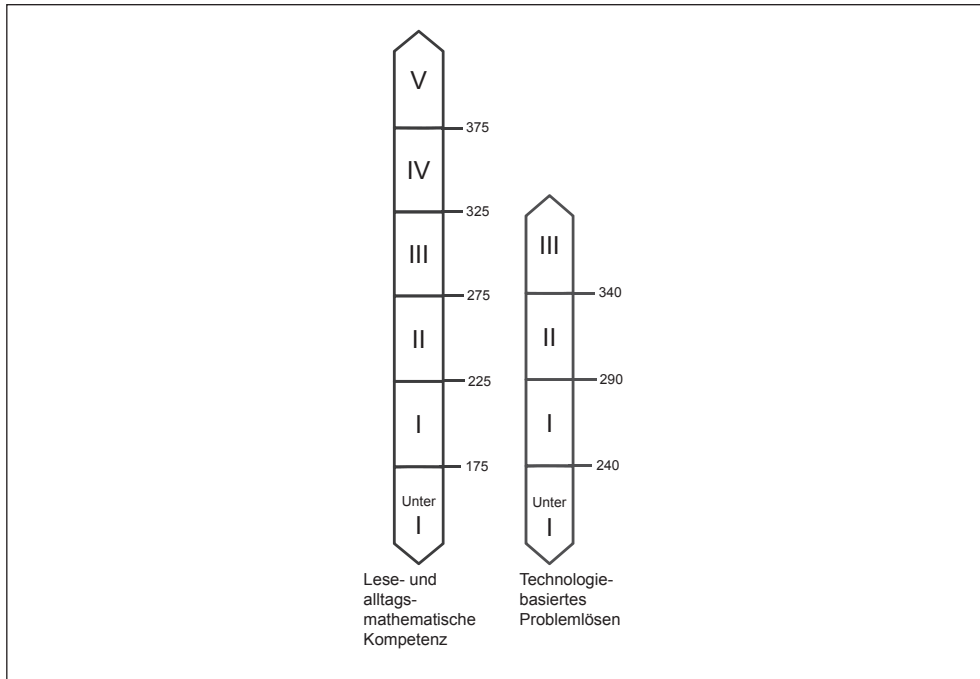 V
375
IV
325
III
275
II
225
I
175
Unter
I
Lese- und
alltags-
mathematische
Kompetenz
III
340
II
290
I
240
Unter
I
Technologie-
basiertes
Problemlösen